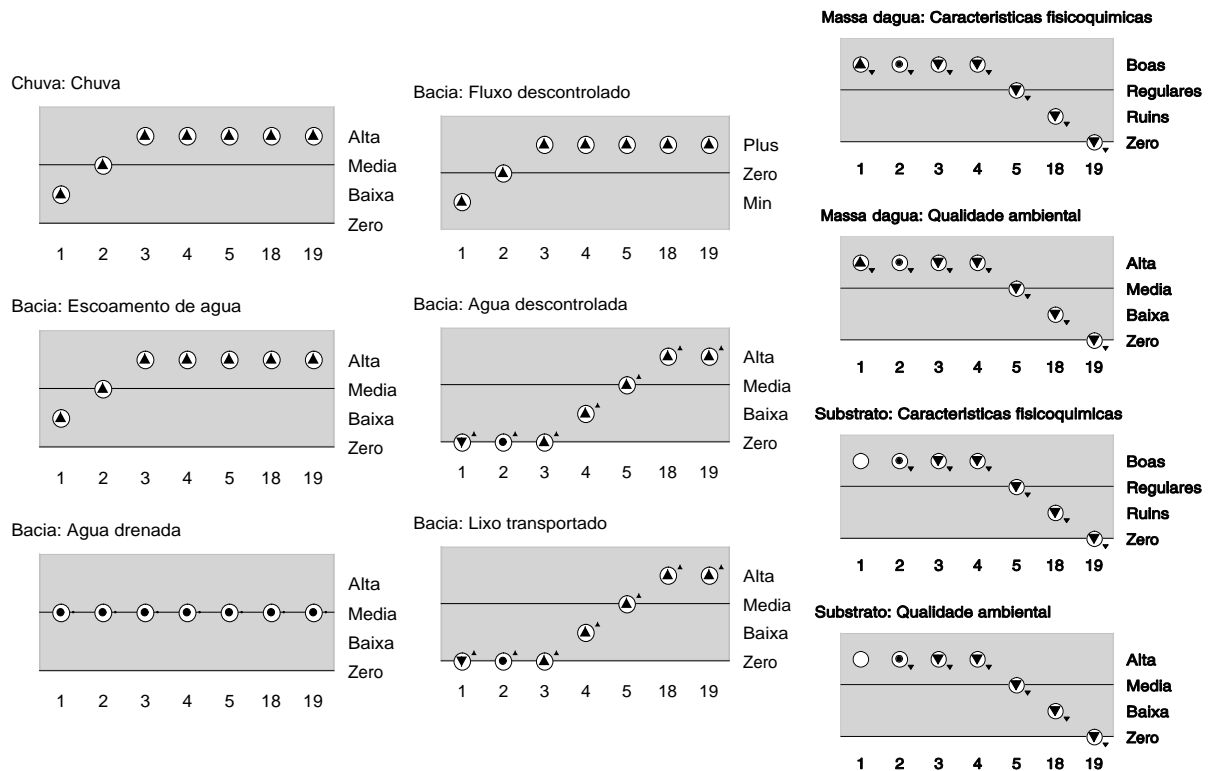 Chuva: Chuva
Alta
Media
Baixa
Zero
1 2 3 4 5 18 19
Bacia: Escoamento de agua
Alta
Media
Baixa
Zero
1 2 3 4 5 18 19
Bacia: Agua drenada
Alta
Media
Baixa
Zero
1 2 3 4 5 18 19
Bacia: Fluxo descontrolado
Plus
Zero
Min
1 2 3 4 5 18 19
Bacia: Agua descontrolada
Alta
Media
Baixa
Zero
1 2 3 4 5 18 19
Bacia: Lixo transportado
Alta
Media
Baixa
Zero
1 2 3 4 5 18 19
Massa dagua: Caracteristicas fisicoquimicas
Boas
Regulares
Ruins
Zero
1 2 3 4 5 18 19
Massa dagua: Qualidade ambiental
Alta
Media
Baixa
Zero
1 2 3 4 5 18 19
Substrato: Caracteristicas fisicoquimicas
Boas
Regulares
Ruins
Zero
1 2 3 4 5 18 19
Substrato: Qualidade ambiental
Alta
Media
Baixa
Zero
1 2 3 4 5 18 19